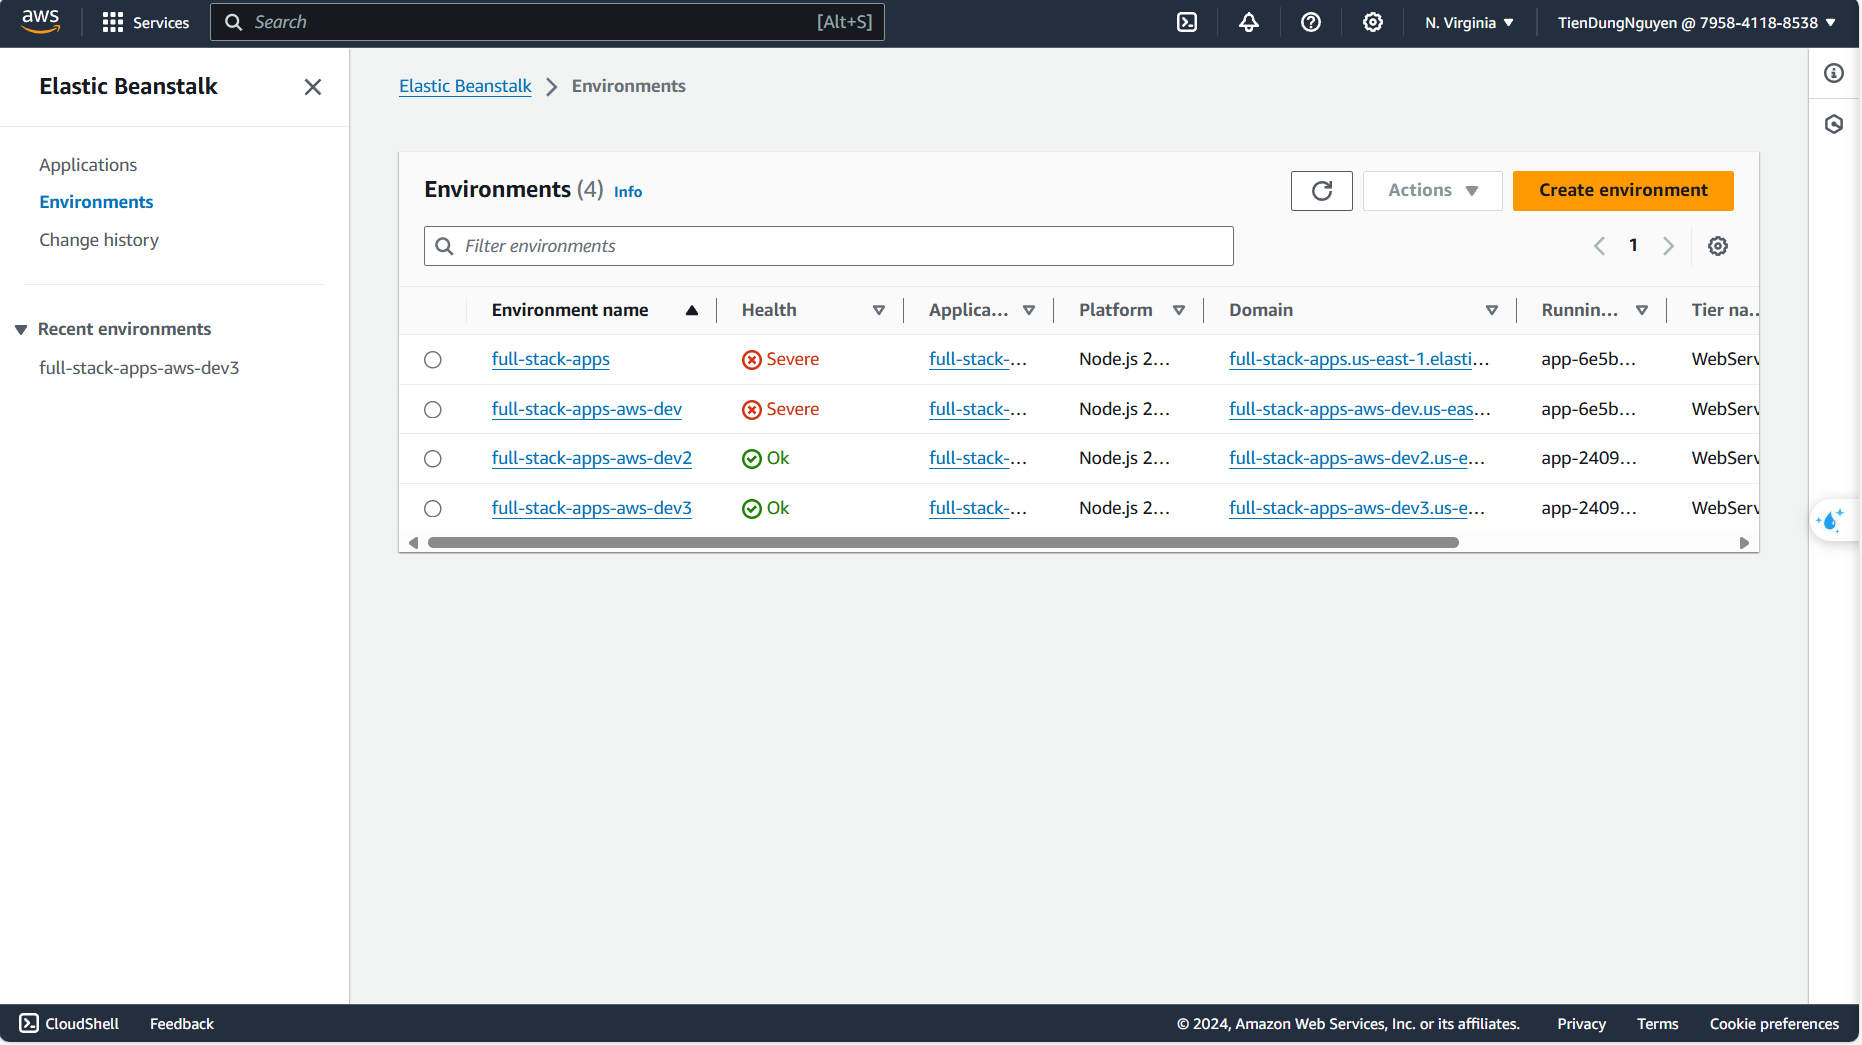 aws Services Search [Alt+S] N. Virginia TienDungNguyen @ 7958-4118-8538
Elastic Beanstalk
Applications
Environments
Change history
Recent environments
full-stack-apps-aws-dev3
Elastic Beanstalk Environments
Environments (4) Info Actions Create environment
Filter environments 1
Environment name Health Applica... Platform Domain Runnin... Tier na...
full-stack-apps Severe full-stack-... Node.js 2... full-stack-apps.us-east-1.elasti... app-6e5b... WebServ
full-stack-apps-aws-dev Severe full-stack-... Node.js 2... full-stack-apps-aws-dev.us-eas... app-6e5b... WebServ
full-stack-apps-aws-dev2 Ok full-stack-... Node.js 2... full-stack-apps-aws-dev2.us-e... app-2409... WebServ
full-stack-apps-aws-dev3 Ok full-stack-... Node.js 2... full-stack-apps-aws-dev3.us-e... app-2409... WebServ
CloudShell Feedback © 2024, Amazon Web Services, Inc. or its affiliates. Privacy Terms Cookie preferences